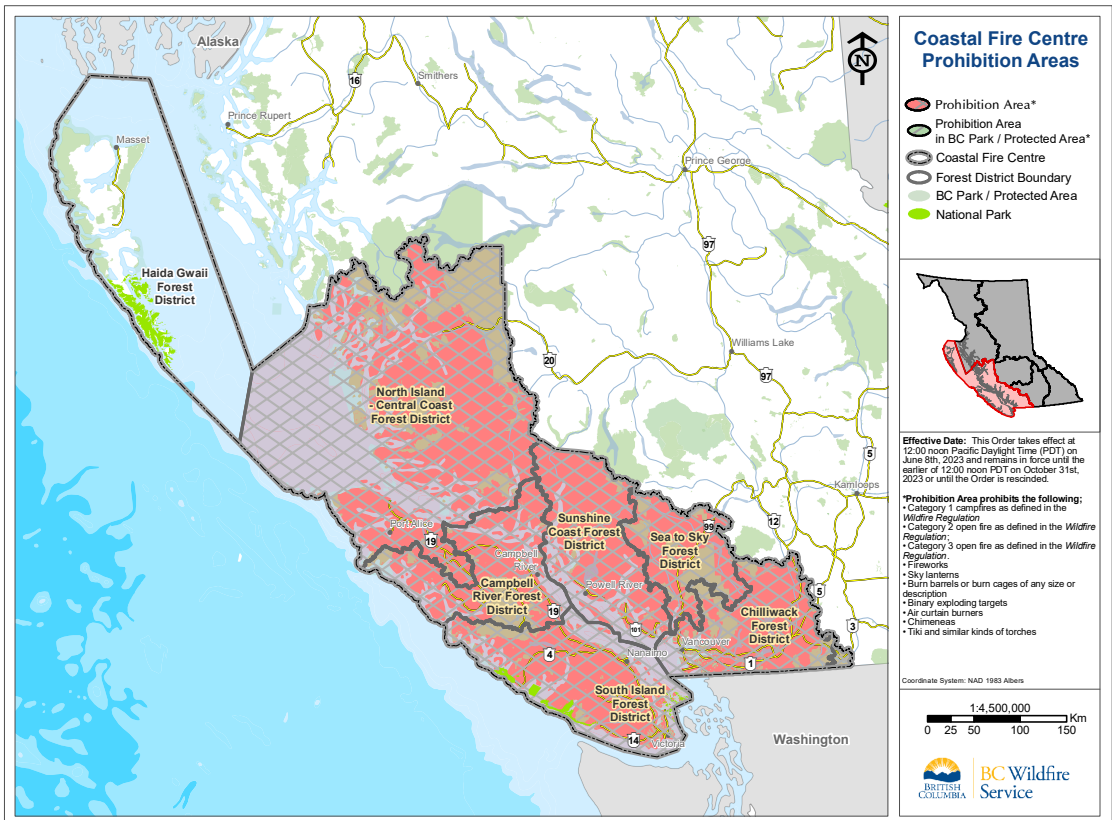 Alaska
Smithers
16
Prince Rupert
Masset
Prince George
97
Haida Gwaii
Forest
District
Williams Lake
20
97
North Island
- Central Coast
Forest District
5
Kamloops
Port Alice
19
Sunshine
Coast Forest
District
99
12
Sea to Sky
Forest
District
Campbell
River
Campbell
River Forest
District
19
Powell River
5
Chilliwack
Forest
District
3
101
Vancouver
4
Nanaimo
1
South Island
Forest
District
14
Victoria
Washington
N
Coastal Fire Centre
Prohibition Areas
Prohibition Area*
Prohibition Area
in BC Park / Protected Area*
Coastal Fire Centre
Forest District Boundary
BC Park / Protected Area
National Park
Effective Date: This Order takes effect at
12:00 noon Pacific Daylight Time (PDT) on
June 8th, 2023 and remains in force until the
earlier of 12:00 noon PDT on October 31st,
2023 or until the Order is rescinded.
*Prohibition Area prohibits the following;
• Category 1 campfires as defined in the
Wildfire Regulation
• Category 2 open fire as defined in the Wildfire
Regulation;
• Category 3 open fire as defined in the Wildfire
Regulation.
• Fireworks
• Sky lanterns
• Burn barrels or burn cages of any size or
description
• Binary exploding targets
• Air curtain burners
• Chimeneas
• Tiki and similar kinds of torches
Coordinate System: NAD 1983 Albers
1:4,500,000
0 25 50 100 150 Km
BRITISH
COLUMBIA
BC Wildfire
Service